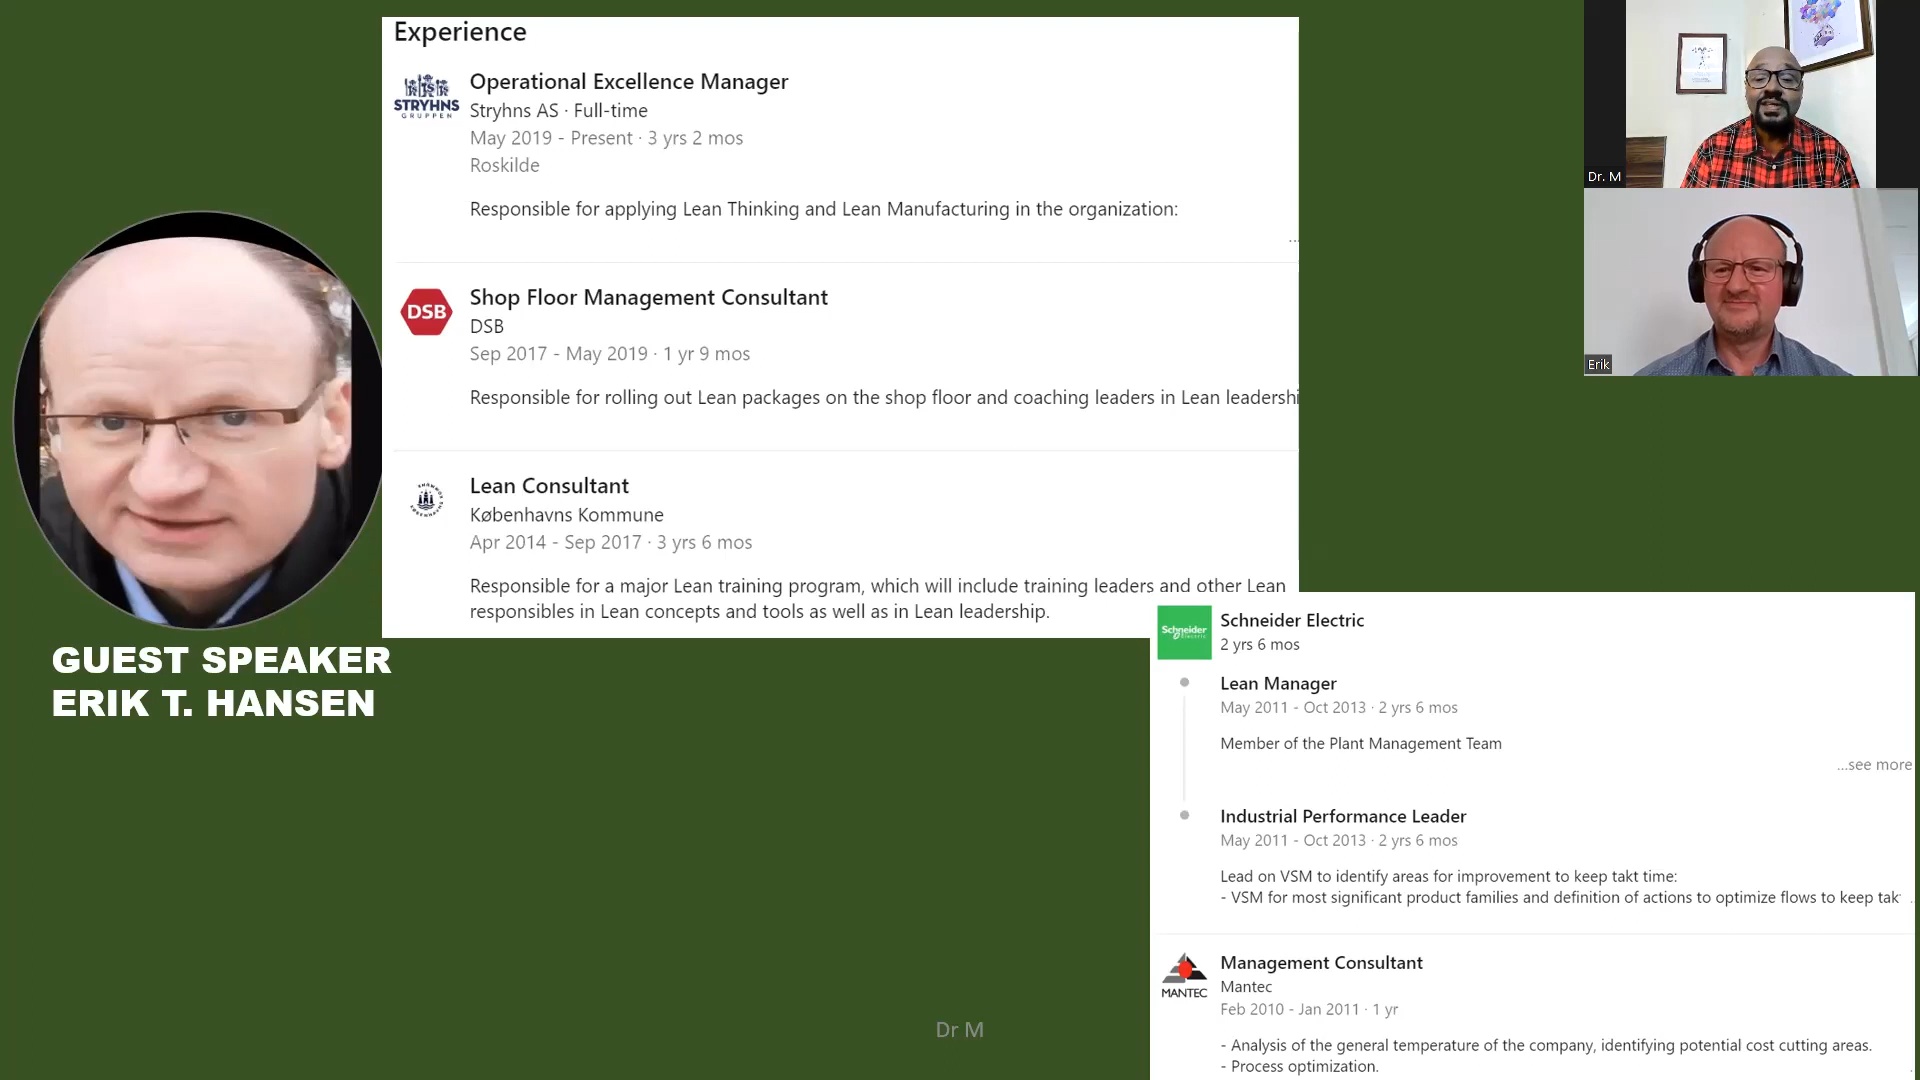 Experience
STRYHNS
GRUPPEN
Operational Excellence Manager
Stryhns AS · Full-time
May 2019 - Present · 3 yrs 2 mos
Roskilde
Responsible for applying Lean Thinking and Lean Manufacturing in the organization:
...
DSB
Shop Floor Management Consultant
DSB
Sep 2017 - May 2019 · 1 yr 9 mos
Responsible for rolling out Lean packages on the shop floor and coaching leaders in Lean leadershi
Lean Consultant
Københavns Kommune
Apr 2014 - Sep 2017 · 3 yrs 6 mos
Responsible for a major Lean training program, which will include training leaders and other Lean
responsibles in Lean concepts and tools as well as in Lean leadership.
GUEST SPEAKER
ERIK T. HANSEN
Dr. M
Erik
Schneider
Electric
Schneider Electric
2 yrs 6 mos
Lean Manager
May 2011 - Oct 2013 · 2 yrs 6 mos
Member of the Plant Management Team
...see more
Industrial Performance Leader
May 2011 - Oct 2013 · 2 yrs 6 mos
Lead on VSM to identify areas for improvement to keep takt time:
- VSM for most significant product families and definition of actions to optimize flows to keep tak
MANTEC
Management Consultant
Mantec
Feb 2010 - Jan 2011 · 1 yr
- Analysis of the general temperature of the company, identifying potential cost cutting areas.
- Process optimization.
Dr M